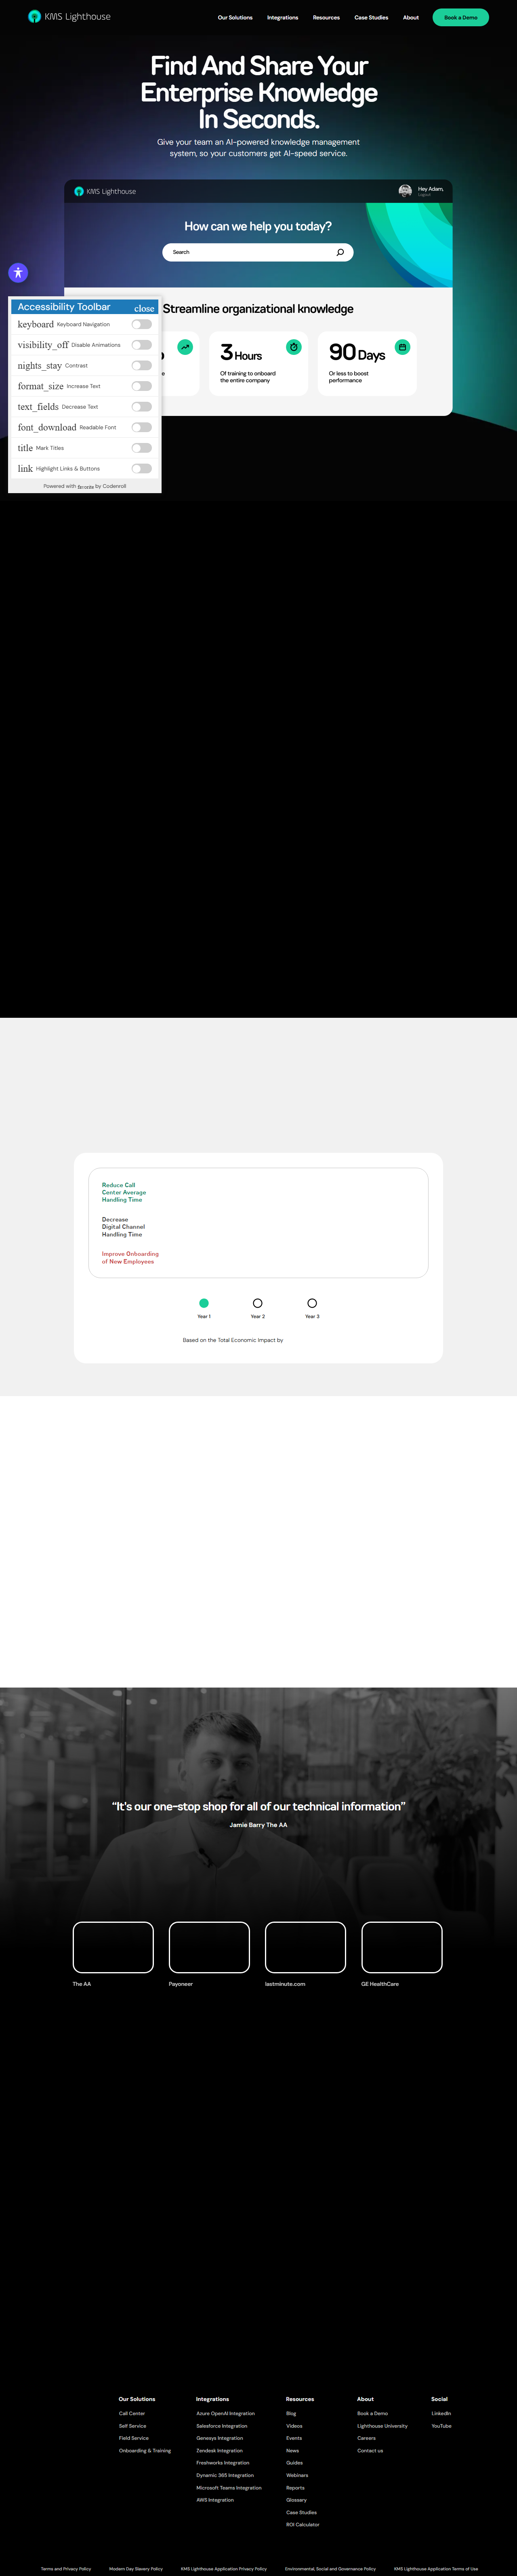 KMS Lighthouse
Our Solutions
Integrations
Resources
Case Studies
About
Book a Demo
Find And Share Your
Enterprise Knowledge
In Seconds.
Give your team an AI-powered knowledge management
system, so your customers get AI-speed service.
KMS Lighthouse
Hey Adam,
Logout
How can we help you today?
Search
Streamline organizational knowledge
3 Hours
Of training to onboard
the entire company
90 Days
Or less to boost
performance
Accessibility Toolbar
close
keyboard Keyboard Navigation
visibility_off Disable Animations
nights_stay Contrast
format_size Increase Text
text_fields Decrease Text
font_download Readable Font
title Mark Titles
link Highlight Links & Buttons
Powered with favorite by Codenroll
Reduce Call
Center Average
Handling Time
Decrease
Digital Channel
Handling Time
Improve Onboarding
of New Employees
Year 1
Year 2
Year 3
Based on the Total Economic Impact by
“It’s our one-stop shop for all of our technical information”
Jamie Barry The AA
The AA
Payoneer
lastminute.com
GE HealthCare
Our Solutions
Call Center
Self Service
Field Service
Onboarding & Training
Integrations
Azure OpenAI Integration
Salesforce Integration
Genesys Integration
Zendesk Integration
Freshworks Integration
Dynamic 365 Integration
Microsoft Teams Integration
AWS Integration
Resources
Blog
Videos
Events
News
Guides
Webinars
Reports
Glossary
Case Studies
ROI Calculator
About
Book a Demo
Lighthouse University
Careers
Contact us
Social
LinkedIn
YouTube
Terms and Privacy Policy
Modern Day Slavery Policy
KMS Lighthouse Application Privacy Policy
Environmental, Social and Governance Policy
KMS Lighthouse Application Terms of Use